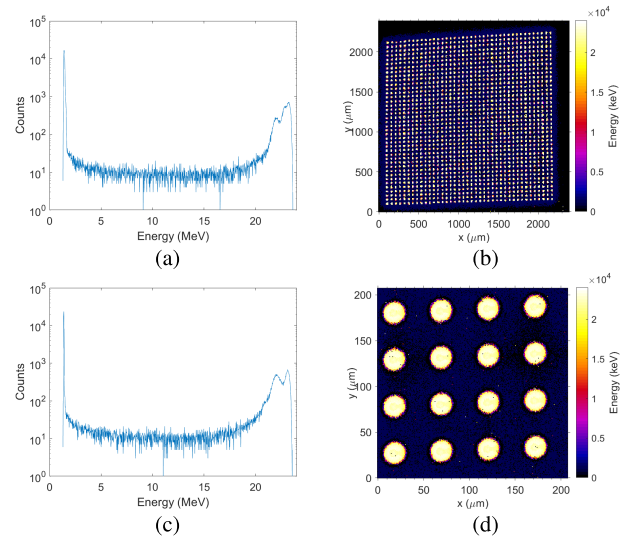 10^5
10^4
10^3
10^2
10^1
10^0
Counts
0 5 10 15 20
Energy (MeV)
(a)
2000
1500
1000
500
0
y (μm)
0 500 1000 1500 2000
x (μm)
×10^4
2
1.5
1
0.5
0
Energy (keV)
(b)
10^5
10^4
10^3
10^2
10^1
10^0
Counts
0 5 10 15 20
Energy (MeV)
(c)
200
150
100
50
0
y (μm)
0 50 100 150 200
x (μm)
×10^4
2
1.5
1
0.5
0
Energy (keV)
(d)